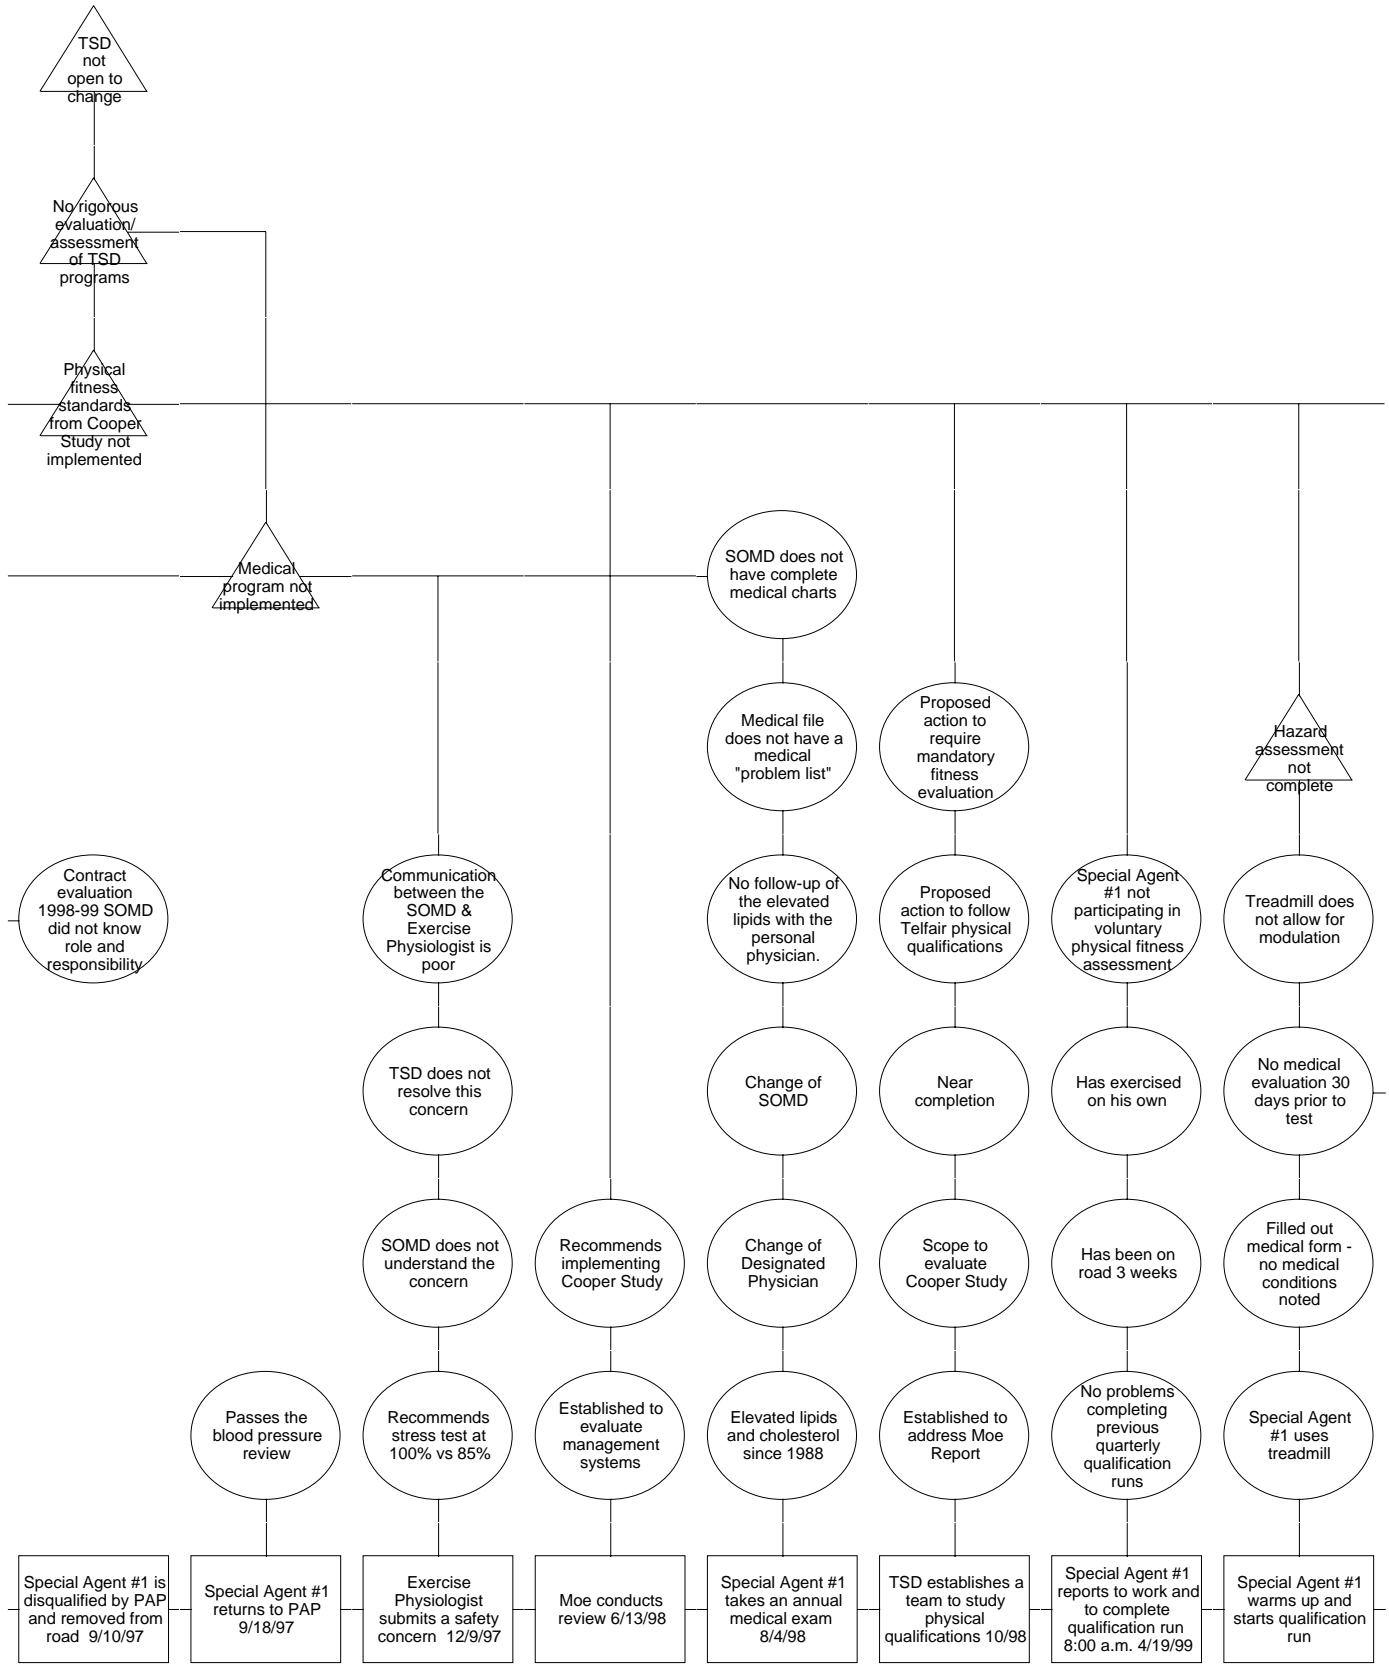 TSD
not
open to
change
No rigorous
evaluation/
assessment
of TSD
programs
Physical
fitness
standards
from Cooper
Study not
implemented
Medical
program not
implemented
SOMD does not
have complete
medical charts
Medical file
does not have a
medical
"problem list"
Proposed
action to
require
mandatory
fitness
evaluation
Hazard
assessment
not
complete
Contract
evaluation
1998-99 SOMD
did not know
role and
responsibility
Communication
between the
SOMD &
Exercise
Physiologist is
poor
No follow-up of
the elevated
lipids with the
personal
physician.
Proposed
action to follow
Telfair physical
qualifications
Special Agent
#1 not
participating in
voluntary
physical fitness
assessment
Treadmill does
not allow for
modulation
TSD does not
resolve this
concern
Change of
SOMD
Near
completion
Has exercised
on his own
No medical
evaluation 30
days prior to
test
SOMD does not
understand the
concern
Recommends
implementing
Cooper Study
Change of
Designated
Physician
Scope to
evaluate
Cooper Study
Has been on
road 3 weeks
Filled out
medical form -
no medical
conditions
noted
Passes the
blood pressure
review
Recommends
stress test at
100% vs 85%
Established to
evaluate
management
systems
Elevated lipids
and cholesterol
since 1988
Established to
address Moe
Report
No problems
completing
previous
quarterly
qualification
runs
Special Agent
#1 uses
treadmill
Special Agent #1 is
disqualified by PAP
and removed from
road 9/10/97
Special Agent #1
returns to PAP
9/18/97
Exercise
Physiologist
submits a safety
concern 12/9/97
Moe conducts
review 6/13/98
Special Agent #1
takes an annual
medical exam
8/4/98
TSD establishes a
team to study
physical
qualifications 10/98
Special Agent #1
reports to work and
to complete
qualification run
8:00 a.m. 4/19/99
Special Agent #1
warms up and
starts qualification
run